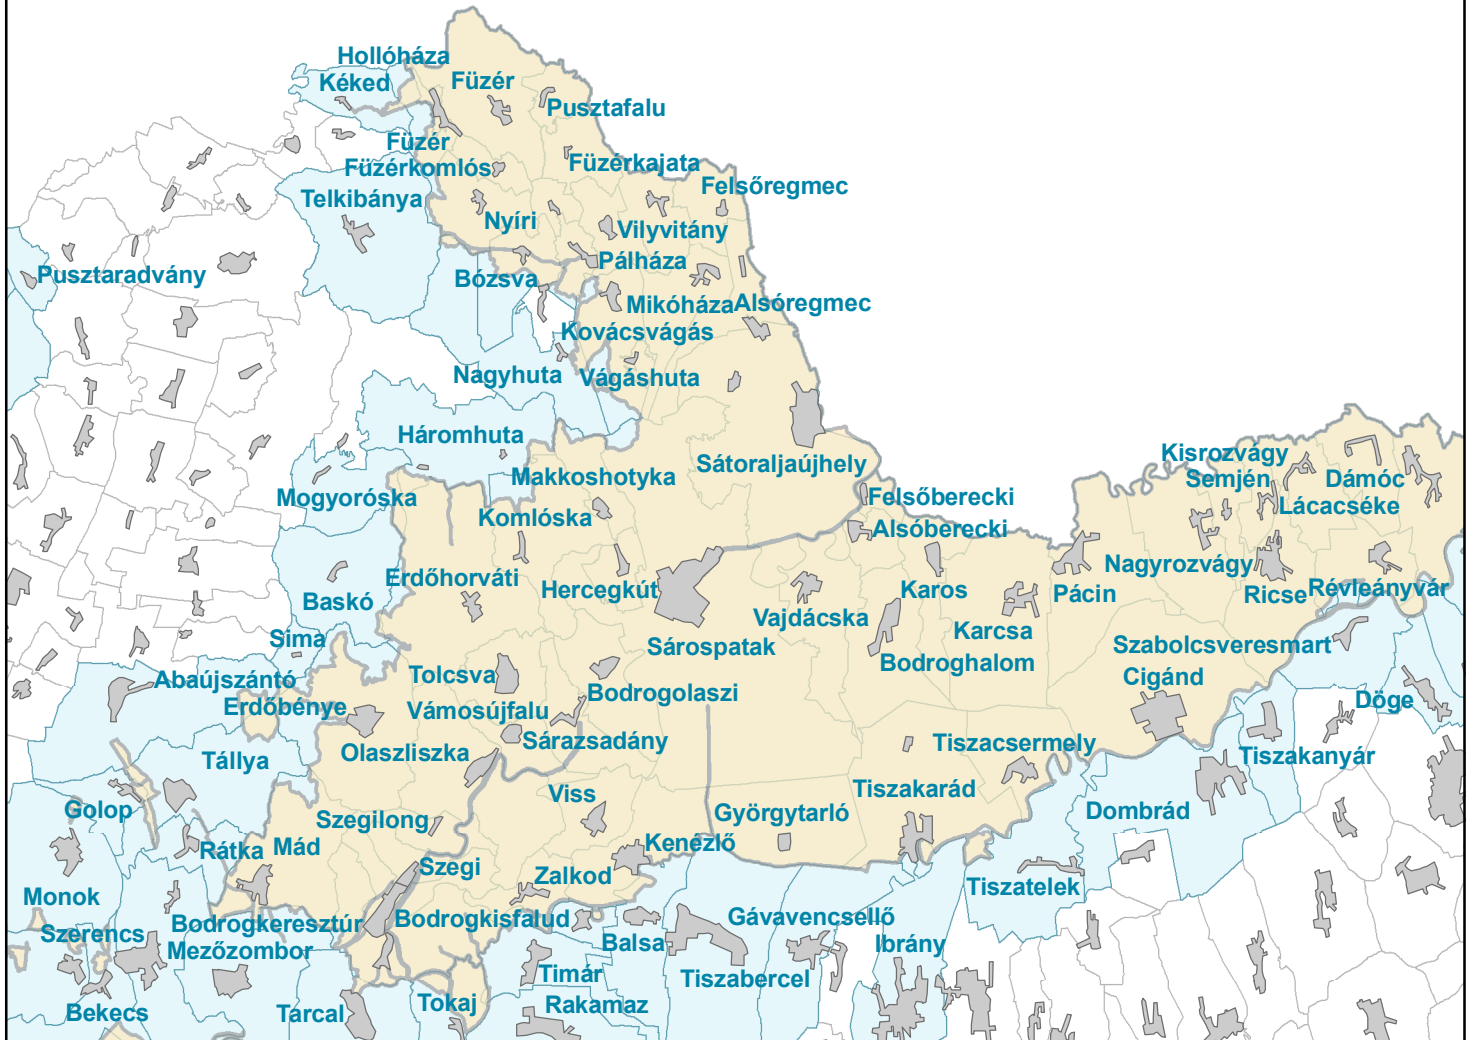 Hollóháza
Kéked
Füzér
Pusztafalu
Füzér
Füzérkomlós
Füzérkajata
Telkibánya
Felsőregmec
Nyíri
Vilyvitány
Pusztaradvány
Bózsva
Pálháza
Mikóháza
Alsóregmec
Kovácsvágás
Nagyhuta
Vágáshuta
Háromhuta
Makkoshotyka
Sátoraljaújhely
Kisrozvágy
Semjén
Dámóc
Lácacséke
Mogyoróska
Komlóska
Felsőberecki
Alsóberecki
Erdőhorváti
Hercegkút
Nagyrozvágy
Baskó
Vajdácska
Karos
Pácin
Ricse
Révleányvár
Sima
Sárospatak
Karcsa
Szabolcsveresmart
Bodroghalom
Cigánd
Abaújszántó
Tolcsva
Bodrogolaszi
Erdőbénye
Vámosújfalu
Döge
Olaszliszka
Sárazsadány
Tiszacsermely
Tiszakanyár
Tállya
Viss
Tiszakarád
Golop
Szegilong
Györgytarló
Dombrád
Rátka
Mád
Kenézlő
Szegi
Zalkod
Tiszatelek
Monok
Bodrogkeresztúr
Bodrogkisfalud
Gávavencsellő
Szerencs
Mezőzombor
Balsa
Ibrány
Timár
Tiszabercel
Bekecs
Tarcal
Tokaj
Rakamaz